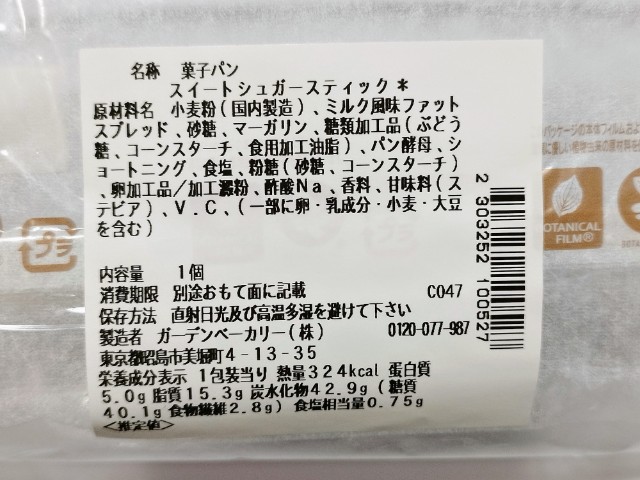 名称　菓子パン
スイートシュガースティック＊
原材料名　小麦粉(国内製造)、ミルク風味ファット
スプレッド、砂糖、マーガリン、糖類加工品(ぶどう
糖、コーンスターチ、食用加工油脂)、パン酵母、シ
ョートニング、食塩、粉糖(砂糖、コーンスターチ)
、卵加工品/加工澱粉、酢酸Na、香料、甘味料(ス
テビア)、V.C、(一部に卵・乳成分・小麦・大豆
を含む)
内容量　1個
消費期限　別途おもて面に記載　C047
保存方法　直射日光及び高温多湿を避けて下さい
製造者　ガーデンベーカリー(株)　0120-077-987
東京都昭島市美堀町4-13-35
栄養成分表示　1包装当り　熱量324kcal　蛋白質
5.0g　脂質15.3g　炭水化物42.9g(糖質
40.1g　食物繊維2.8g)　食塩相当量0.75g
<推定値>
2 303252 100527
プラ
OTANICAL
FILM®